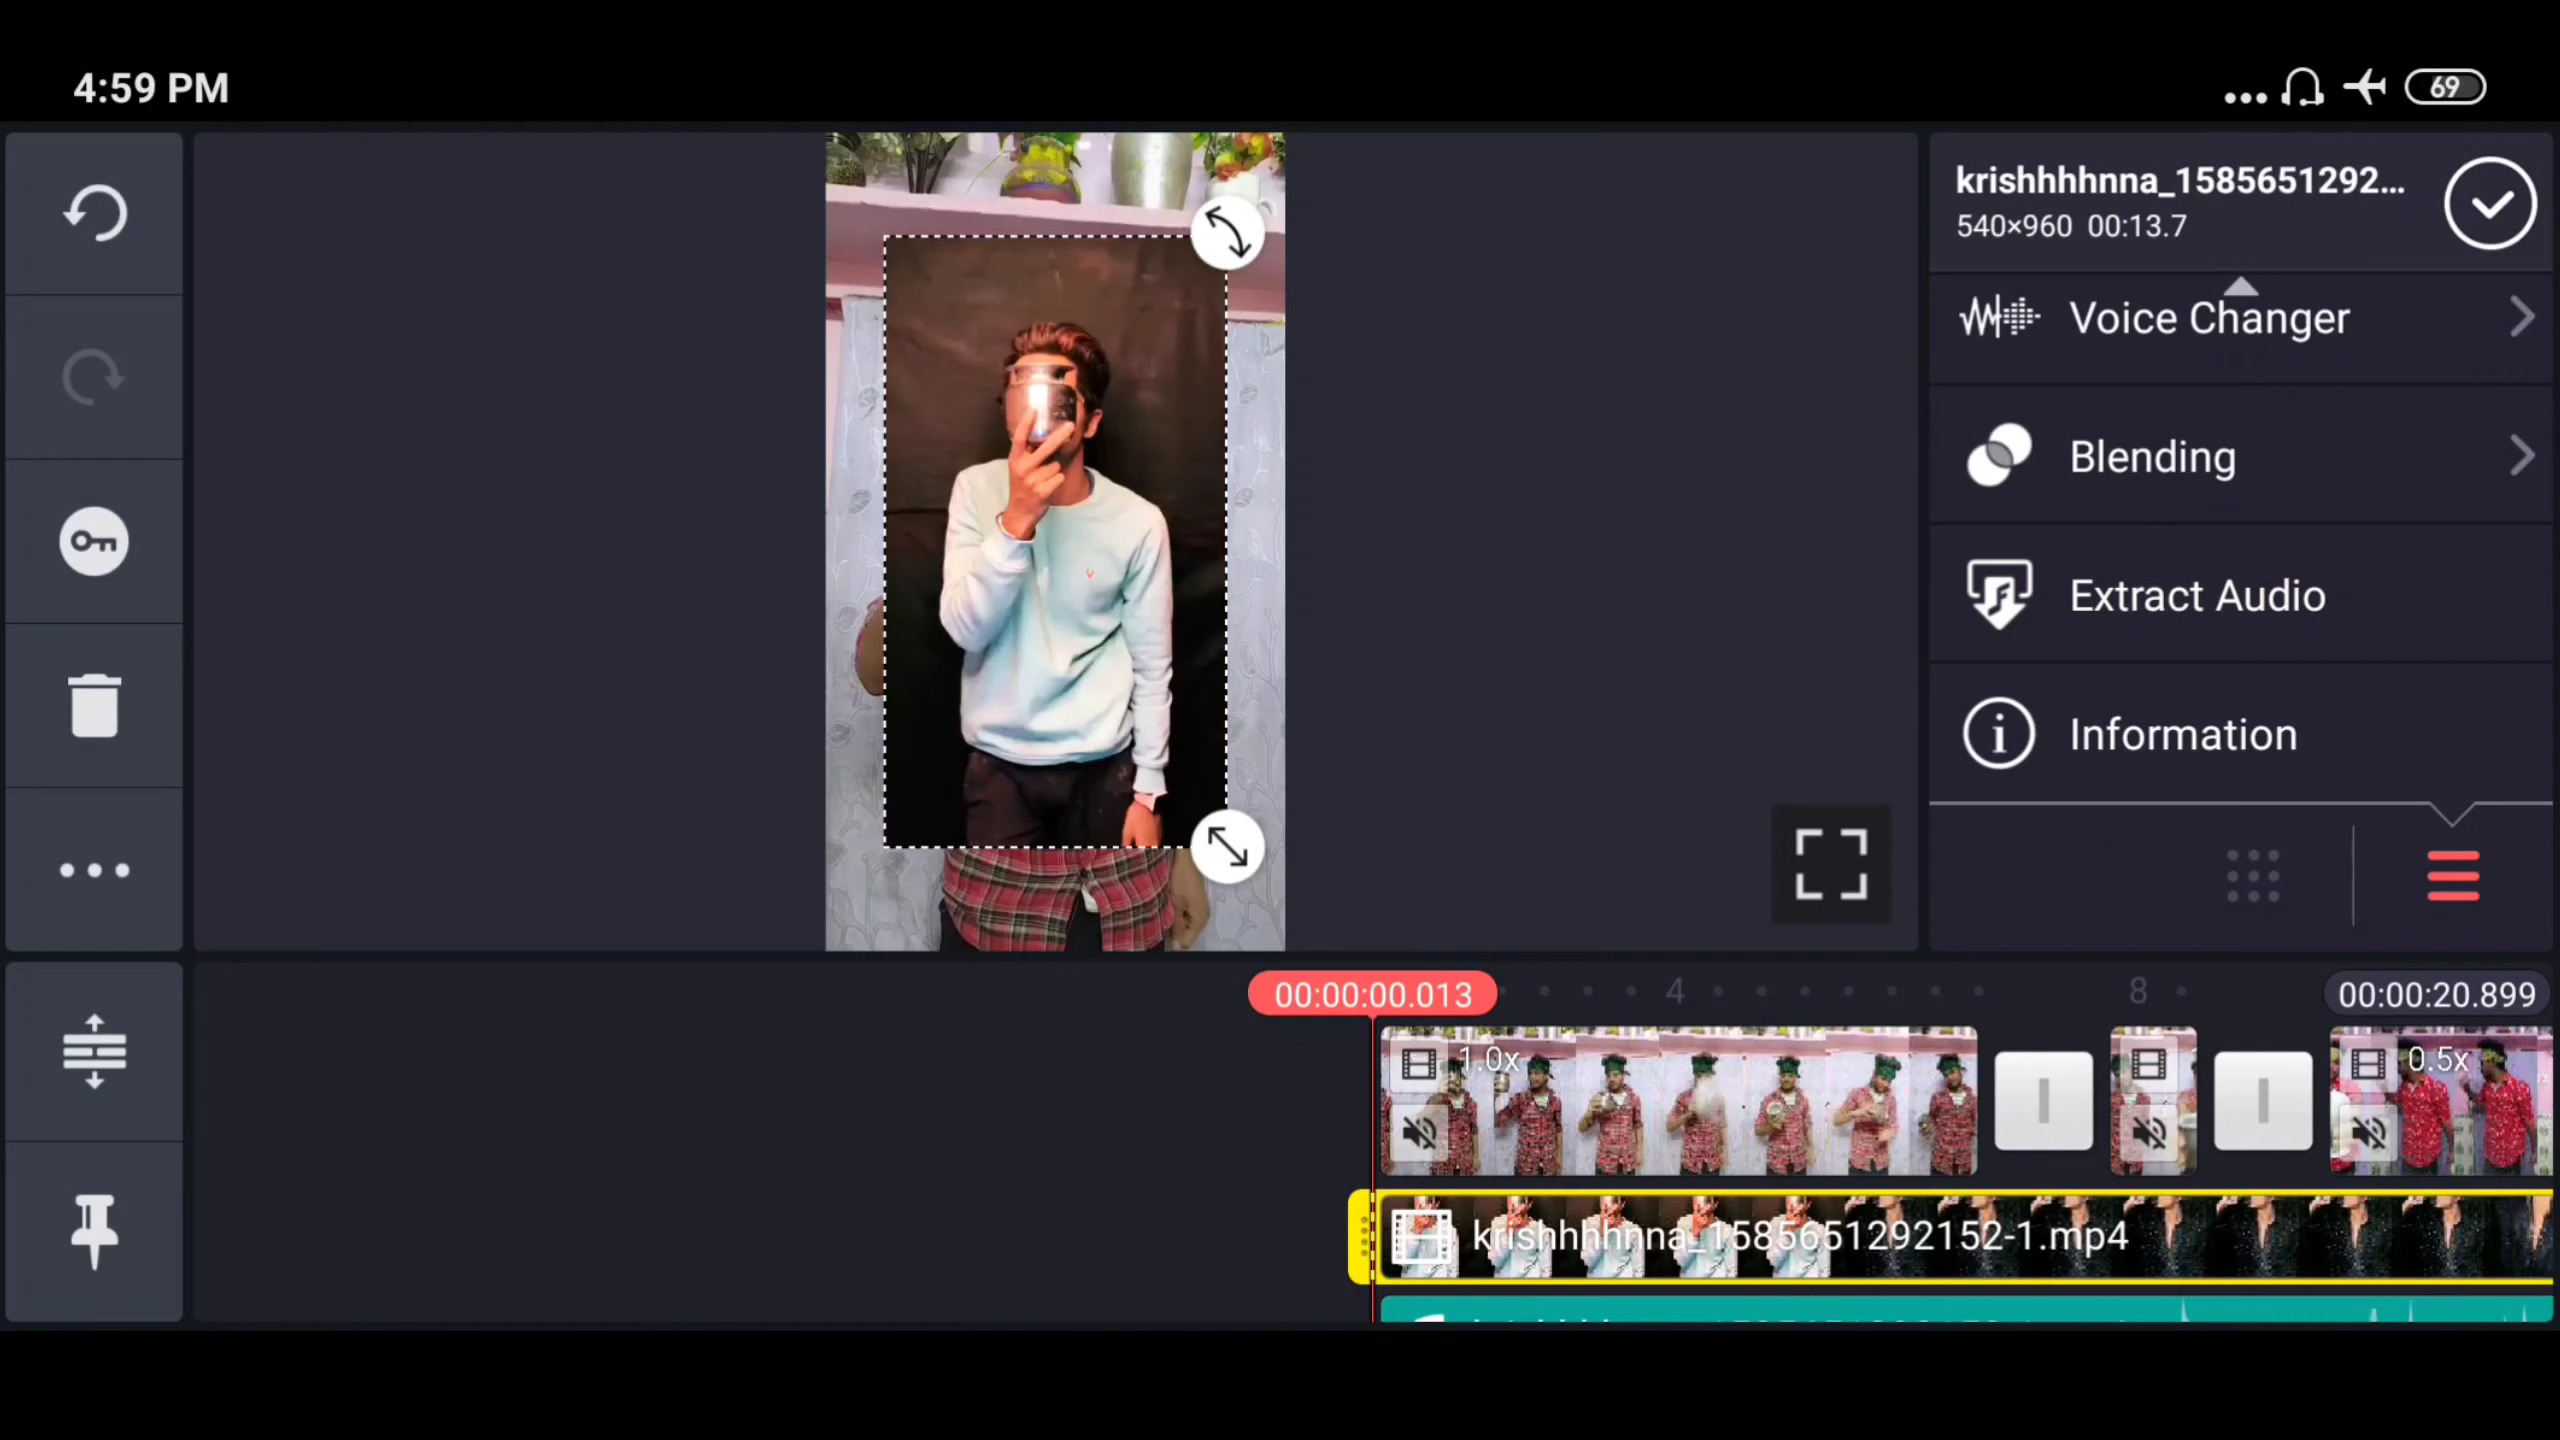 4:59 PM
69
krishhhhnna_1585651292...
540×960 00:13.7
Voice Changer
Blending
Extract Audio
Information
00:00:00.013
4
8
00:00:20.899
1.0x
0.5x
krishhhhnna_1585651292152-1.mp4